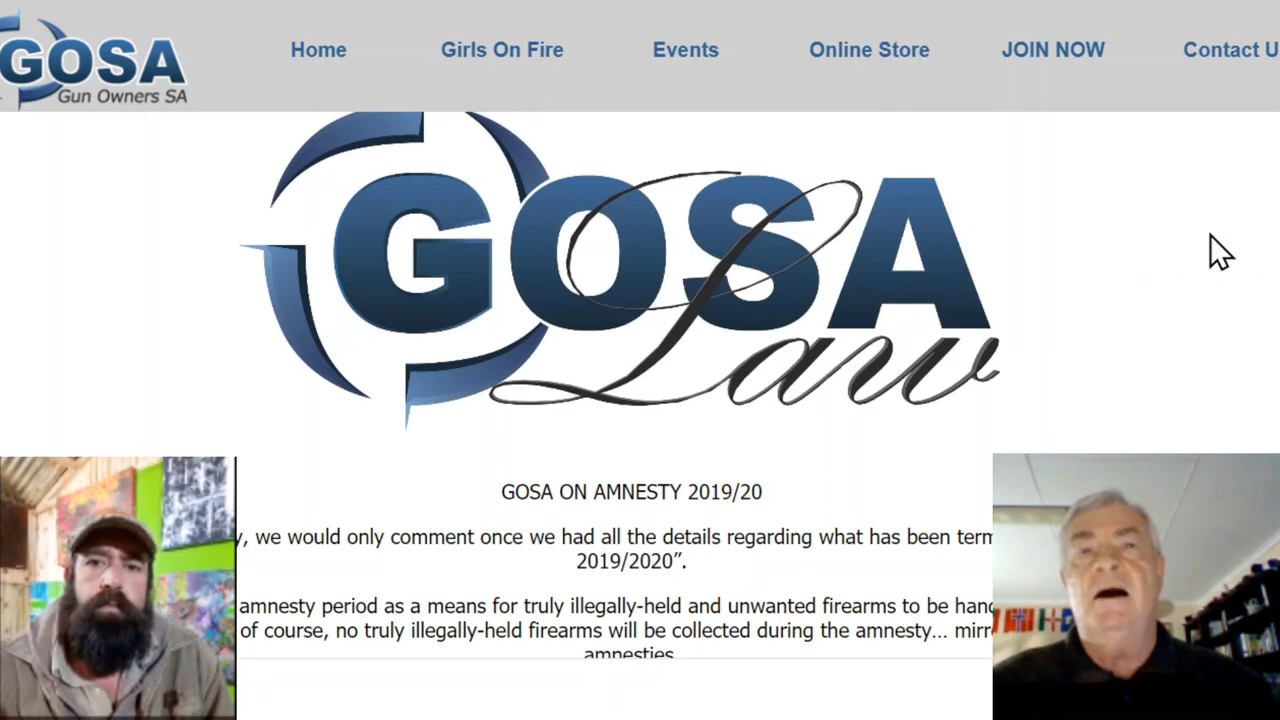 GOSA
Gun Owners SA
Home
Girls On Fire
Events
Online Store
JOIN NOW
Contact U
GOSA
Law
GOSA ON AMNESTY 2019/20
y, we would only comment once we had all the details regarding what has been term
2019/2020”.
amnesty period as a means for truly illegally-held and unwanted firearms to be hand
of course, no truly illegally-held firearms will be collected during the amnesty… mirr
amnesties